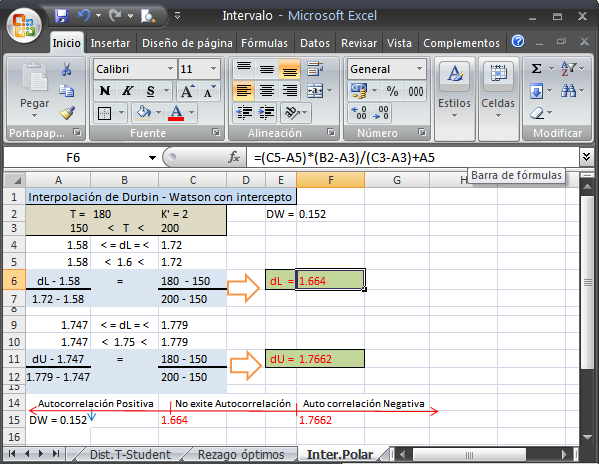 Intervalo - Microsoft Excel
Inicio Insertar Diseño de página Fórmulas Datos Revisar Vista Complementos
Calibri 11 General
Pegar N K S A A Estilos Celdas Σ
% 000
Portapap... Fuente Alineación Número Modificar
F6 fx =(C5-A5)*(B2-A3)/(C3-A3)+A5
Barra de fórmulas
A B C D E F G H
1 Interpolación de Durbin - Watson con intercepto
2 T = 180 K' = 2 DW = 0.152
3 150 < T < 200
4 1.58 < = dL = < 1.72
5 1.58 < 1.6 < 1.72
6 dL - 1.58 = 180 - 150 dL = 1.664
7 1.72 - 1.58 200 - 150
8
9 1.747 < = dL = < 1.779
10 1.747 < 1.75 < 1.779
11 dU - 1.747 = 180 - 150 dU = 1.7662
12 1.779 - 1.747 200 - 150
13
14 Autocorrelación Positiva No exite Autocorrelación Auto correlación Negativa
15 DW = 0.152 1.664 1.7662
16
Dist.T-Student Rezago óptimos Inter.Polar